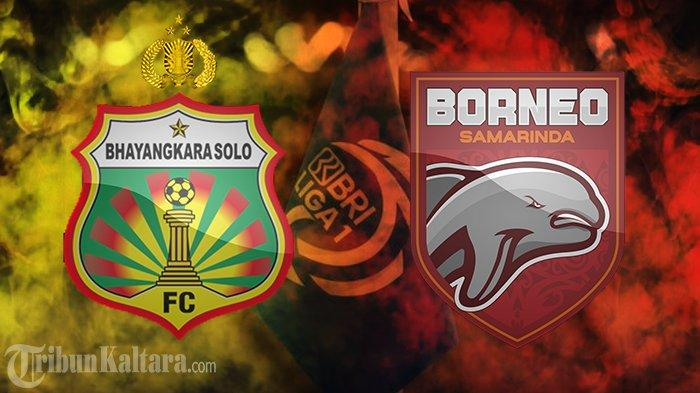 BHAYANGKARA SOLO
FC
BRI
LIGA 1
BORNEO
SAMARINDA
TribunKaltara.com